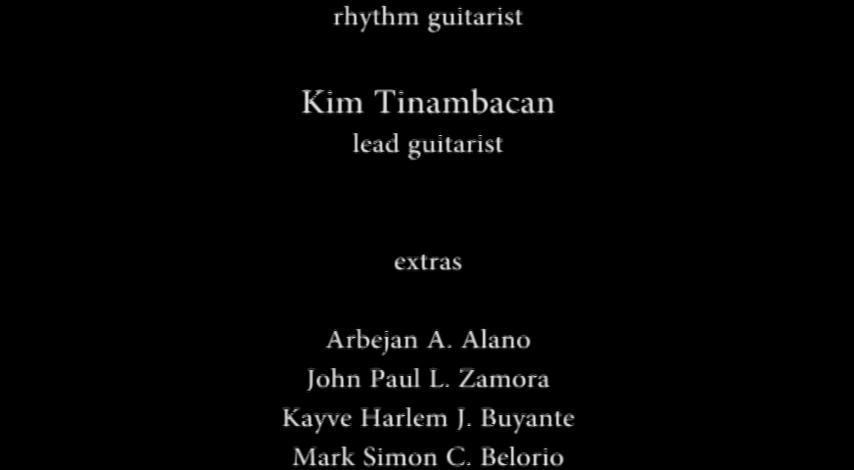 rhythm guitarist
Kim Tinambacan
lead guitarist
extras
Arbejan A. Alano
John Paul L. Zamora
Kayve Harlem J. Buyante
Mark Simon C. Belorio